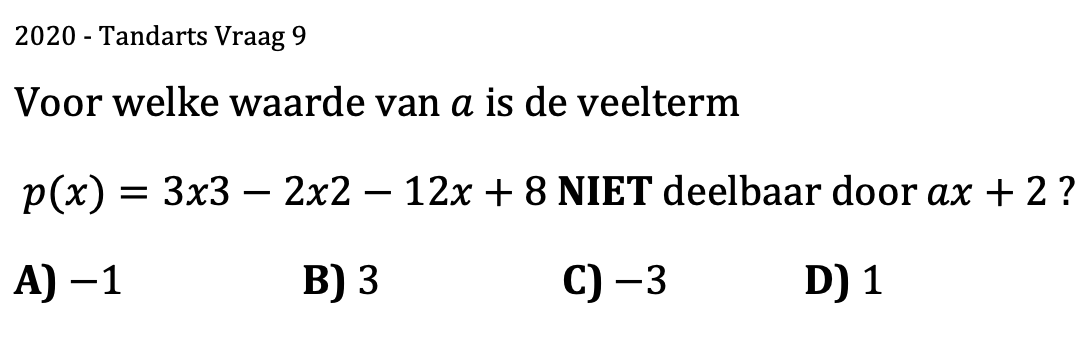 2020 - Tandarts Vraag 9
Voor welke waarde van a is de veelterm
p(x) = 3x3 − 2x2 − 12x + 8 NIET deelbaar door ax + 2 ?
A) −1 B) 3 C) −3 D) 1